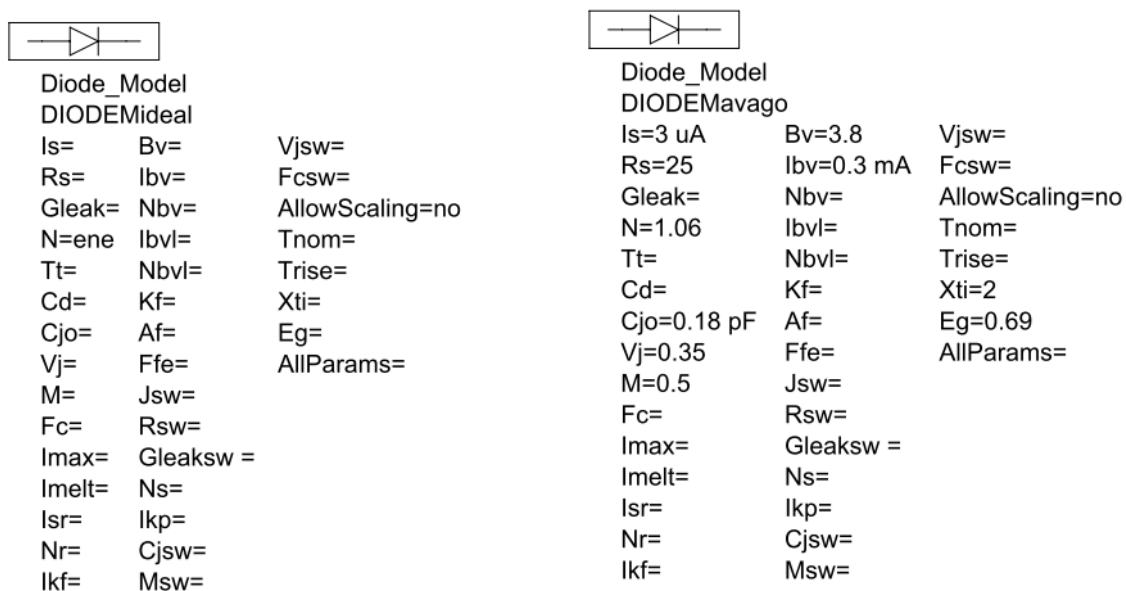 Diode_Model
DIODEMideal
Is= Bv= Vjsw=
Rs= Ibv= Fcsw=
Gleak= Nbv= AllowScaling=no
N=ene Ibvl= Tnom=
Tt= Nbvl= Trise=
Cd= Kf= Xti=
Cjo= Af= Eg=
Vj= Ffe= AllParams=
M= Jsw=
Fc= Rsw=
Imax= Gleaksw =
Imelt= Ns=
Isr= Ikp=
Nr= Cjsw=
Ikf= Msw=
Diode_Model
DIODEMavago
Is=3 uA Bv=3.8 Vjsw=
Rs=25 Ibv=0.3 mA Fcsw=
Gleak= Nbv= AllowScaling=no
N=1.06 Ibvl= Tnom=
Tt= Nbvl= Trise=
Cd= Kf= Xti=2
Cjo=0.18 pF Af= Eg=0.69
Vj=0.35 Ffe= AllParams=
M=0.5 Jsw=
Fc= Rsw=
Imax= Gleaksw =
Imelt= Ns=
Isr= Ikp=
Nr= Cjsw=
Ikf= Msw=